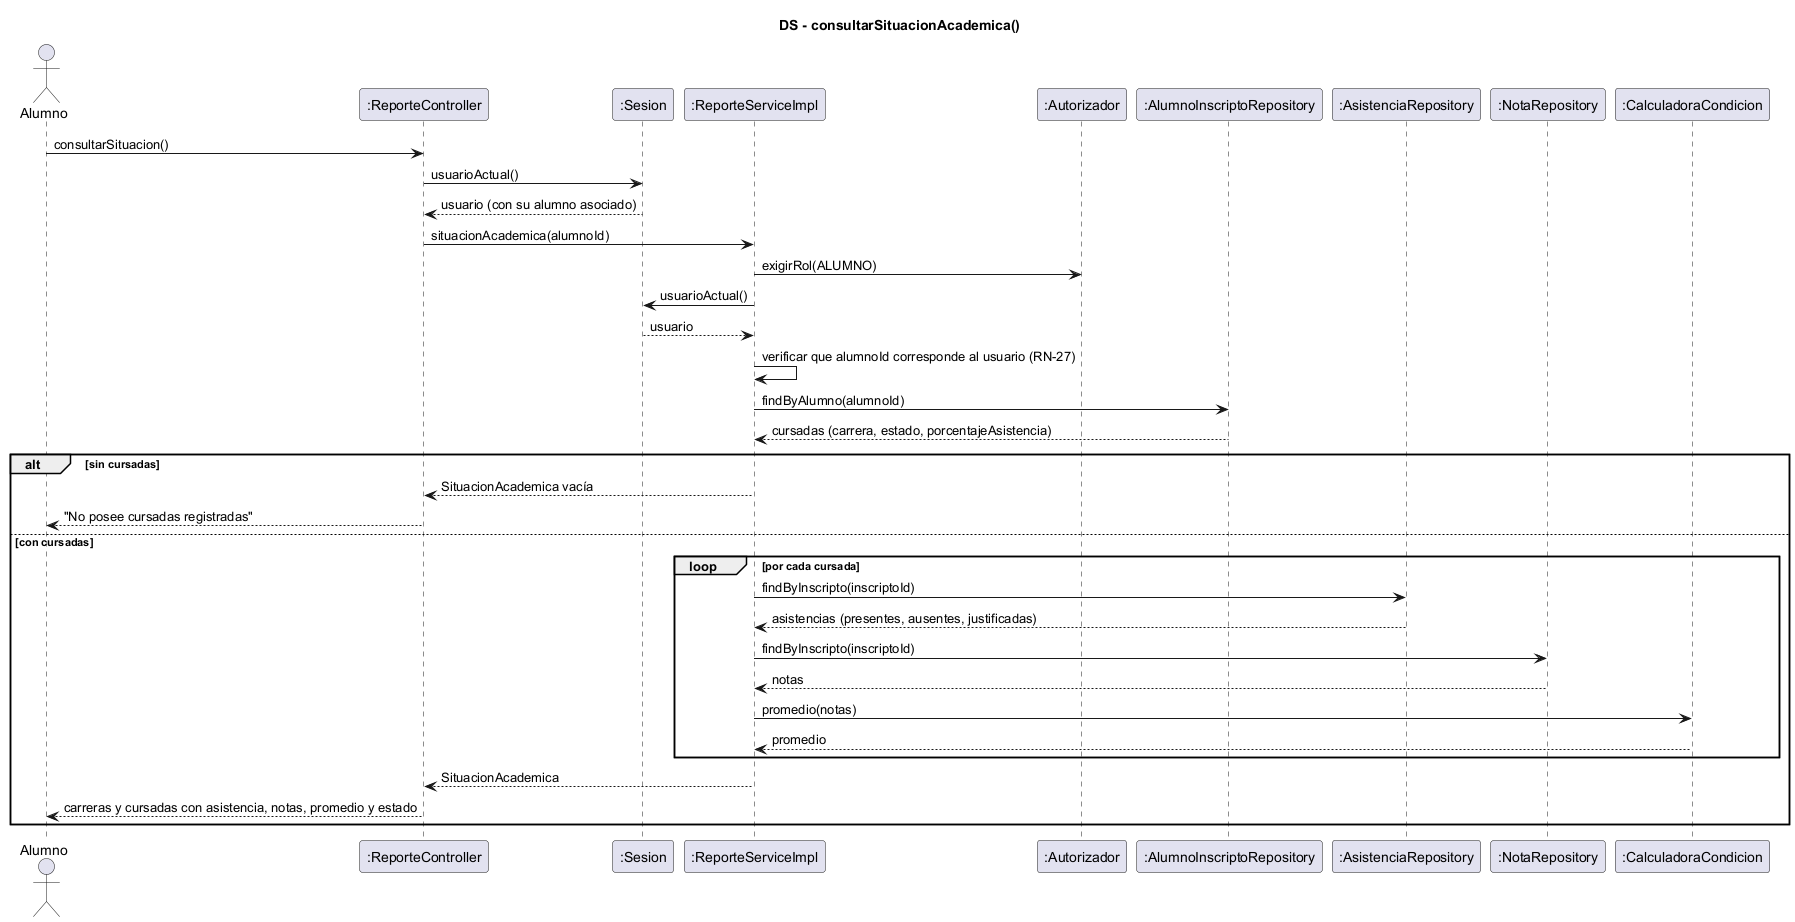 DS - consultarSituacionAcademica()
Alumno
:ReporteController
:Sesion
:ReporteServiceImpl
:Autorizador
:AlumnoInscriptoRepository
:AsistenciaRepository
:NotaRepository
:CalculadoraCondicion
consultarSituacion()
usuarioActual()
usuario (con su alumno asociado)
situacionAcademica(alumnoId)
exigirRol(ALUMNO)
usuarioActual()
usuario
verificar que alumnoId corresponde al usuario (RN-27)
findByAlumno(alumnoId)
cursadas (carrera, estado, porcentajeAsistencia)
alt [sin cursadas]
SituacionAcademica vacía
"No posee cursadas registradas"
[con cursadas]
loop [por cada cursada]
findByInscripto(inscriptoId)
asistencias (presentes, ausentes, justificadas)
findByInscripto(inscriptoId)
notas
promedio(notas)
promedio
SituacionAcademica
carreras y cursadas con asistencia, notas, promedio y estado
Alumno
:ReporteController
:Sesion
:ReporteServiceImpl
:Autorizador
:AlumnoInscriptoRepository
:AsistenciaRepository
:NotaRepository
:CalculadoraCondicion